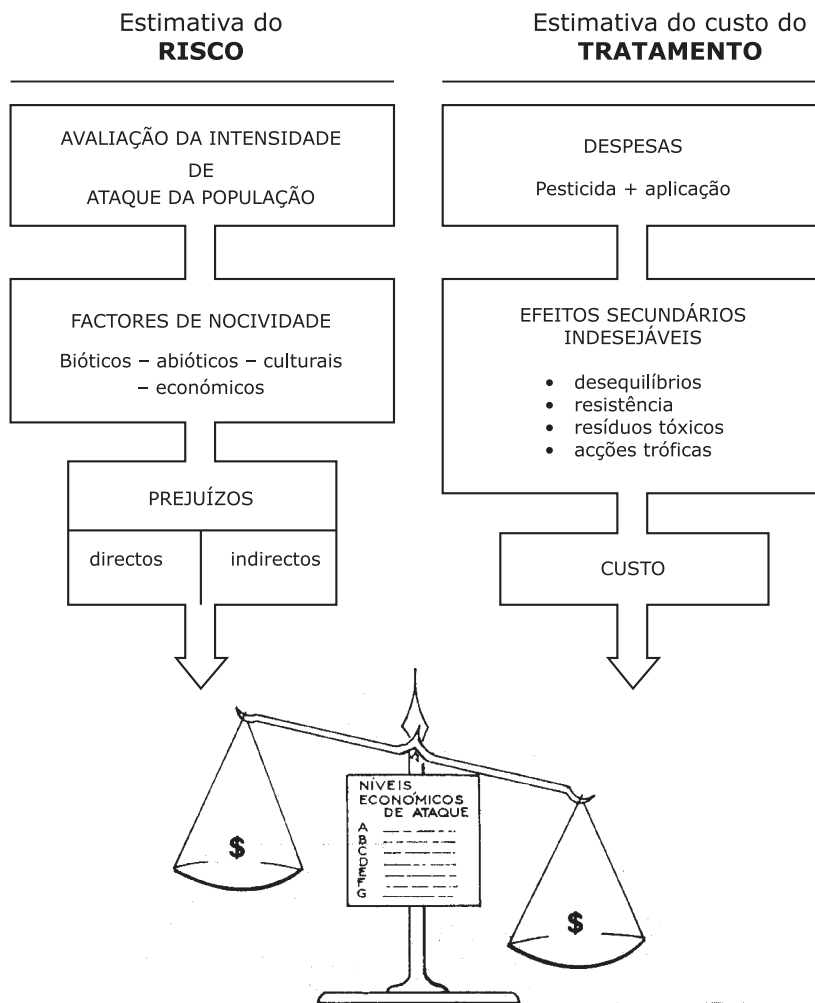 Estimativa do
RISCO
AVALIAÇÃO DA INTENSIDADE
DE
ATAQUE DA POPULAÇÃO
FACTORES DE NOCIVIDADE
Bióticos – abióticos – culturais
– económicos
PREJUÍZOS
directos
indirectos
Estimativa do custo do
TRATAMENTO
DESPESAS
Pesticida + aplicação
EFEITOS SECUNDÁRIOS
INDESEJÁVEIS
• desequilíbrios
• resistência
• resíduos tóxicos
• acções tróficas
CUSTO
NÍVEIS
ECONÓMICOS
DE ATAQUE
A
B
C
D
E
F
G
$
$